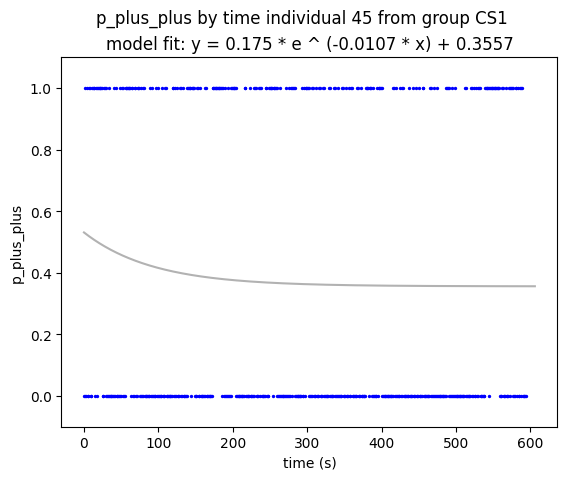 p_plus_plus by time individual 45 from group CS1
model fit: y = 0.175 * e ^ (-0.0107 * x) + 0.3557
1.0
0.8
0.6
0.4
0.2
0.0
p_plus_plus
0 100 200 300 400 500 600
time (s)